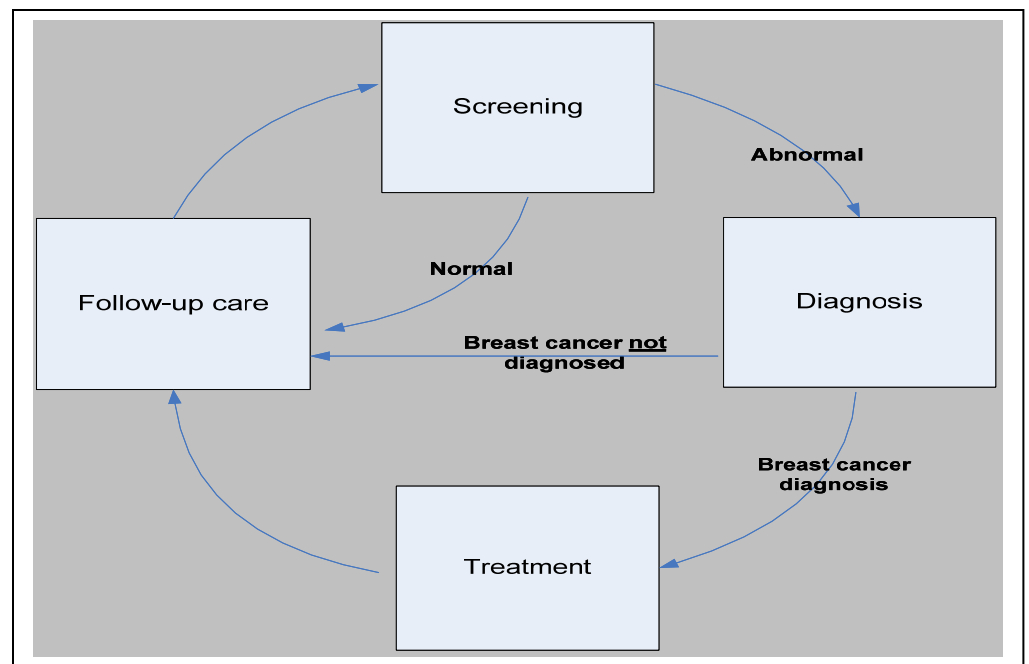 Screening
Abnormal
Normal
Follow-up care
Diagnosis
Breast cancer not
diagnosed
Breast cancer
diagnosis
Treatment